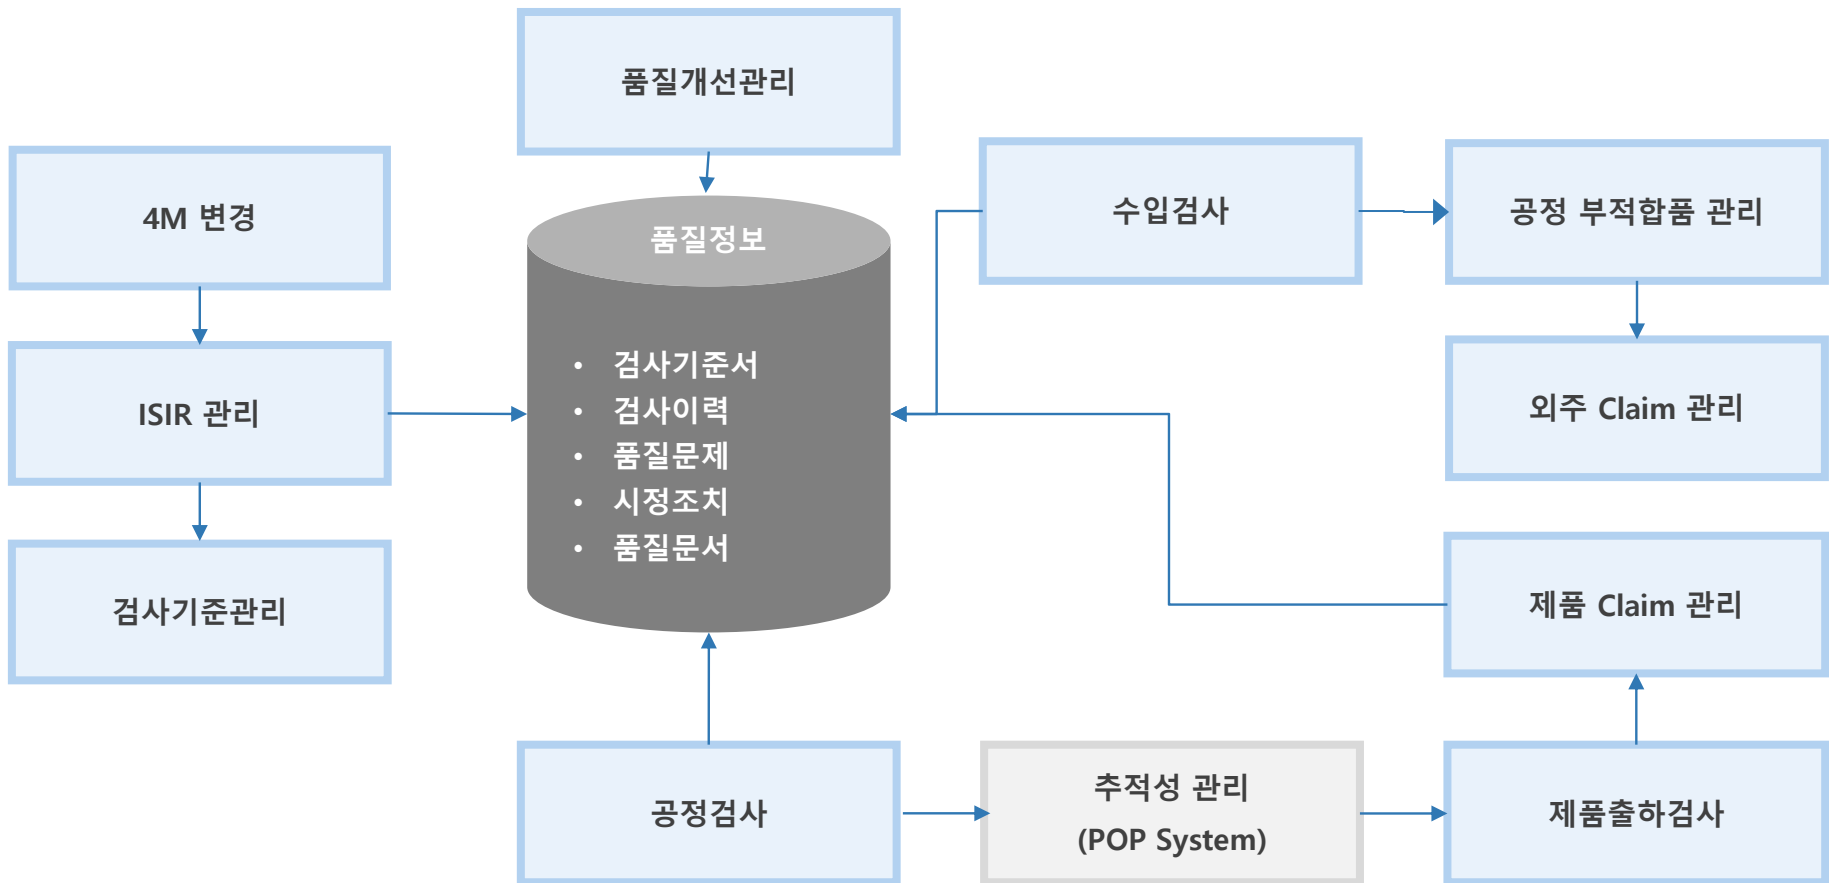 품질개선관리
4M 변경
수입검사
공정 부적합품 관리
품질정보
ISIR 관리
• 검사기준서
• 검사이력
• 품질문제
• 시정조치
• 품질문서
외주 Claim 관리
검사기준관리
제품 Claim 관리
공정검사
추적성 관리
(POP System)
제품출하검사